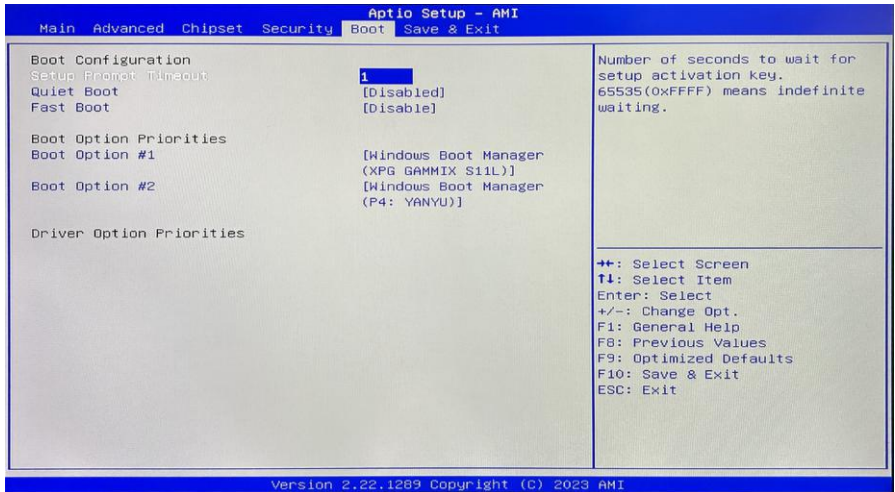 Aptio Setup – AMI
Main Advanced Chipset Security Boot Save & Exit
Boot Configuration
Setup Prompt Timeout 1
Quiet Boot [Disabled]
Fast Boot [Disable]
Boot Option Priorities
Boot Option #1 [Windows Boot Manager
(XPG GAMMIX S11L)]
Boot Option #2 [Windows Boot Manager
(P4: YANYU)]
Driver Option Priorities
Number of seconds to wait for
setup activation key.
65535(0xFFFF) means indefinite
waiting.
→←: Select Screen
↑↓: Select Item
Enter: Select
+/-: Change Opt.
F1: General Help
F8: Previous Values
F9: Optimized Defaults
F10: Save & Exit
ESC: Exit
Version 2.22.1289 Copyright (C) 2023 AMI